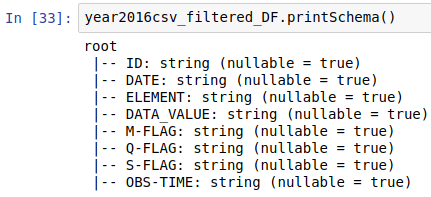 In [33]: year2016csv_filtered_DF.printSchema()
root
|-- ID: string (nullable = true)
|-- DATE: string (nullable = true)
|-- ELEMENT: string (nullable = true)
|-- DATA_VALUE: string (nullable = true)
|-- M-FLAG: string (nullable = true)
|-- Q-FLAG: string (nullable = true)
|-- S-FLAG: string (nullable = true)
|-- OBS-TIME: string (nullable = true)